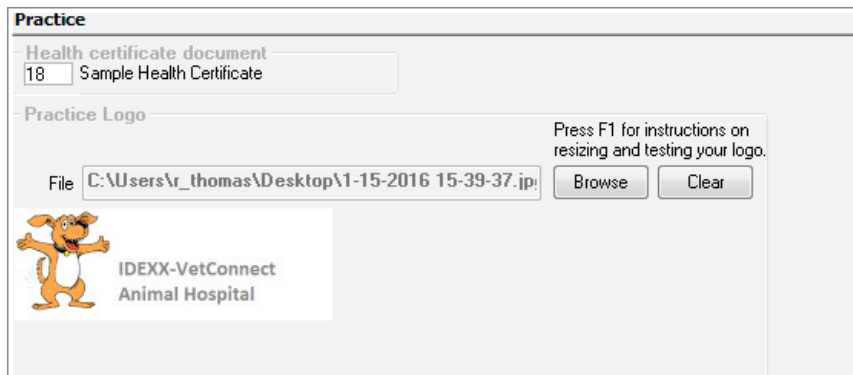 Practice
Health certificate document
18 Sample Health Certificate
Practice Logo
Press F1 for instructions on
resizing and testing your logo.
File C:\Users\r_thomas\Desktop\1-15-2016 15-39-37.jp
Browse Clear
IDEXX-VetConnect
Animal Hospital